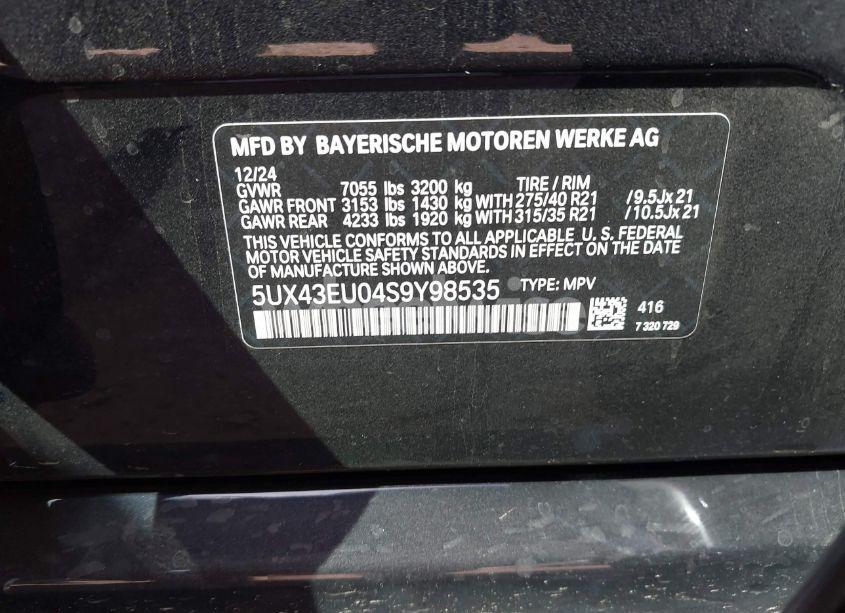 MFD BY BAYERISCHE MOTOREN WERKE AG
12/24
TIRE / RIM
GVWR 7055 lbs 3200 kg
GAWR FRONT 3153 lbs 1430 kg WITH 275/40 R21 /9.5Jx21
GAWR REAR 4233 lbs 1920 kg WITH 315/35 R21 /10.5Jx21
THIS VEHICLE CONFORMS TO ALL APPLICABLE U. S. FEDERAL
MOTOR VEHICLE SAFETY STANDARDS IN EFFECT ON THE DATE
OF MANUFACTURE SHOWN ABOVE.
5UX43EU04S9Y98535 TYPE: MPV
416
7 320 729